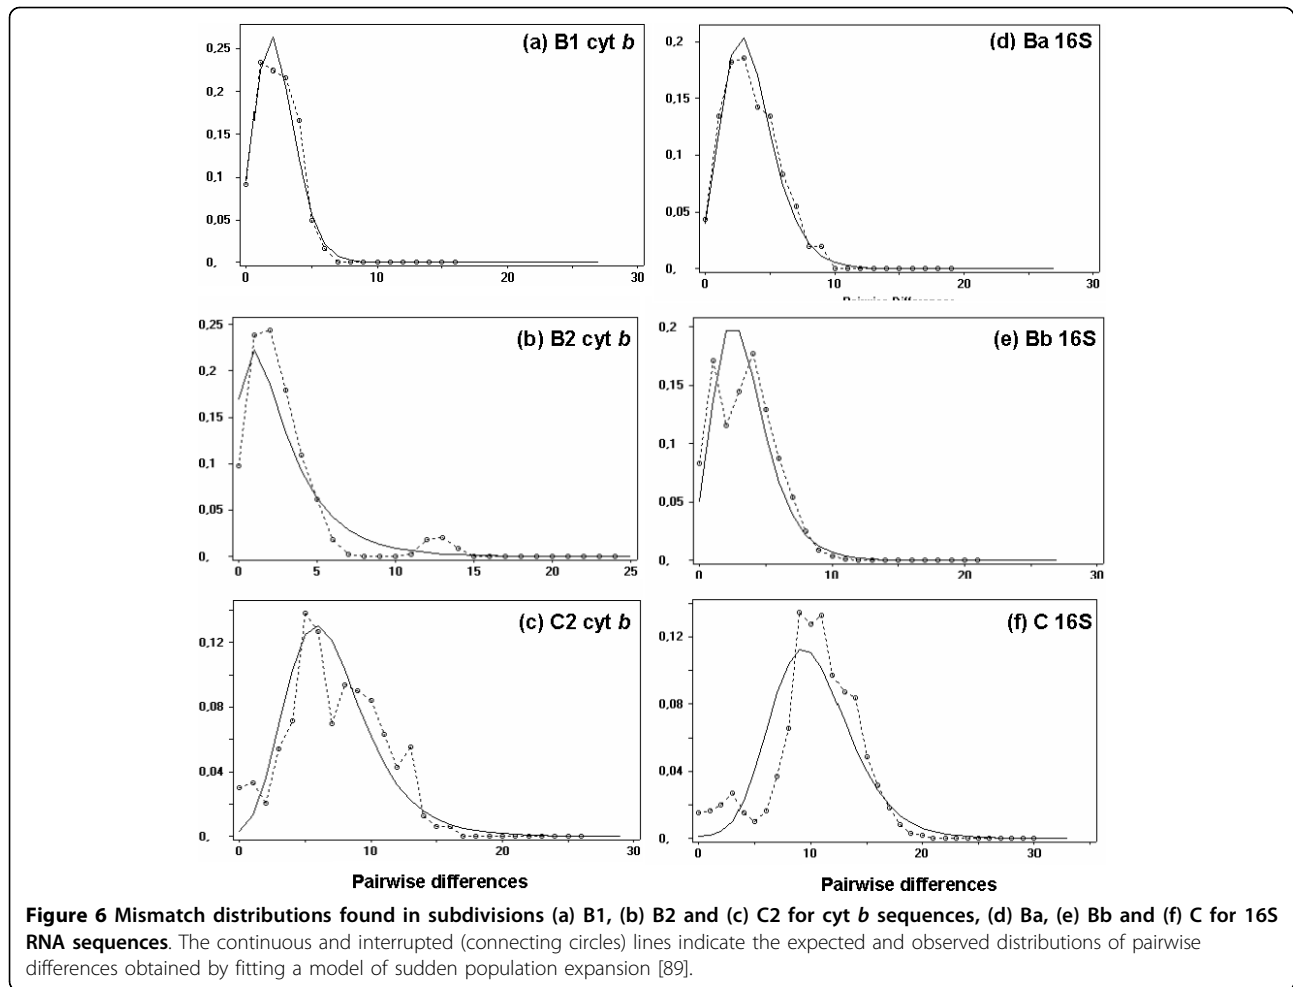 (a) B1 cyt b
0,25
0,2
0,15
0,1
0,05
0,
0 10 20 30
(d) Ba 16S
0,2
0,15
0,1
0,05
0,
0 10 20 30
Pairwise Differences
(b) B2 cyt b
0,25
0,2
0,15
0,1
0,05
0,
0 5 10 15 20 25
(e) Bb 16S
0,2
0,15
0,1
0,05
0,
0 10 20 30
(c) C2 cyt b
0,12
0,08
0,04
0,
0 10 20 30
Pairwise differences
(f) C 16S
0,12
0,08
0,04
0,
0 10 20 30
Pairwise differences
Figure 6 Mismatch distributions found in subdivisions (a) B1, (b) B2 and (c) C2 for cyt b sequences, (d) Ba, (e) Bb and (f) C for 16S
RNA sequences. The continuous and interrupted (connecting circles) lines indicate the expected and observed distributions of pairwise
differences obtained by fitting a model of sudden population expansion [89].